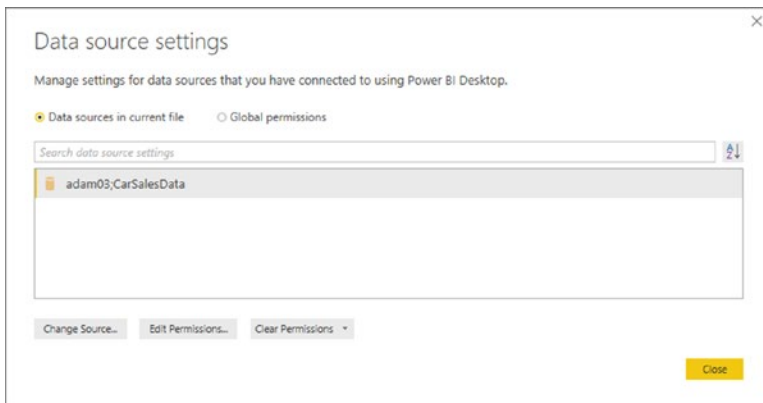 Data source settings
Manage settings for data sources that you have connected to using Power BI Desktop.
Data sources in current file
Global permissions
Search data source settings
A
Z
adam03;CarSalesData
Change Source...
Edit Permissions...
Clear Permissions
Close